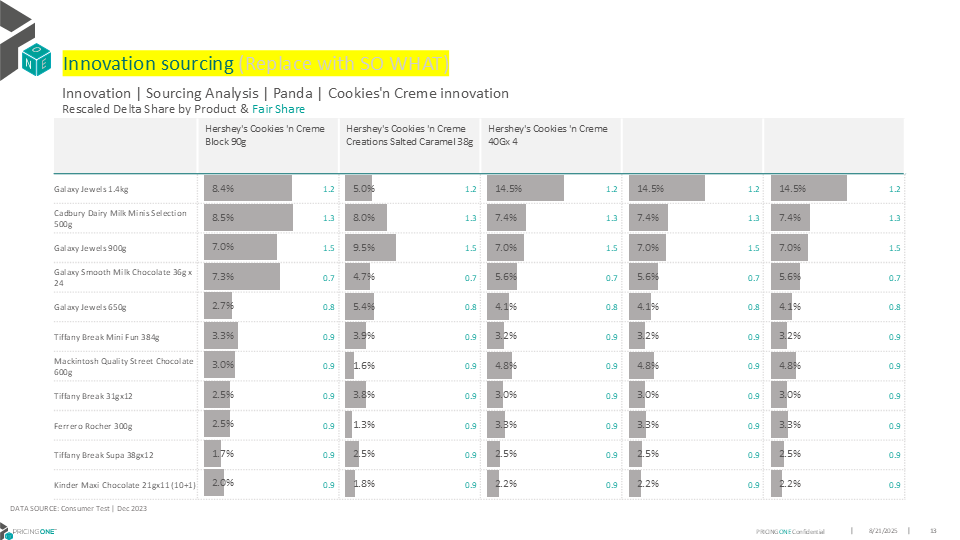 O
N E
Innovation sourcing (Replace with SO WHAT)
Innovation | Sourcing Analysis | Panda | Cookies'n Creme innovation
Rescaled Delta Share by Product & Fair Share
Hershey's Cookies 'n Creme Block 90g
Hershey's Cookies 'n Creme Creations Salted Caramel 38g
Hershey's Cookies 'n Creme 40Gx 4
Galaxy Jewels 1.4kg 8.4% 1.2 5.0% 1.2 14.5% 1.2 14.5% 1.2 14.5% 1.2
Cadbury Dairy Milk Minis Selection 500g 8.5% 1.3 8.0% 1.3 7.4% 1.3 7.4% 1.3 7.4% 1.3
Galaxy Jewels 900g 7.0% 1.5 9.5% 1.5 7.0% 1.5 7.0% 1.5 7.0% 1.5
Galaxy Smooth Milk Chocolate 36g x 24 7.3% 0.7 4.7% 0.7 5.6% 0.7 5.6% 0.7 5.6% 0.7
Galaxy Jewels 650g 2.7% 0.8 5.4% 0.8 4.1% 0.8 4.1% 0.8 4.1% 0.8
Tiffany Break Mini Fun 384g 3.3% 0.9 3.9% 0.9 3.2% 0.9 3.2% 0.9 3.2% 0.9
Mackintosh Quality Street Chocolate 600g 3.0% 0.9 1.6% 0.9 4.8% 0.9 4.8% 0.9 4.8% 0.9
Tiffany Break 31gx12 2.5% 0.9 3.8% 0.9 3.0% 0.9 3.0% 0.9 3.0% 0.9
Ferrero Rocher 300g 2.5% 0.9 1.3% 0.9 3.3% 0.9 3.3% 0.9 3.3% 0.9
Tiffany Break Supa 38gx12 1.7% 0.9 2.5% 0.9 2.5% 0.9 2.5% 0.9 2.5% 0.9
Kinder Maxi Chocolate 21gx11 (10+1) 2.0% 0.9 1.8% 0.9 2.2% 0.9 2.2% 0.9 2.2% 0.9
DATA SOURCE: Consumer Test | Dec 2023
PRICINGONE™
PRICINGONE Confidential | 8/21/2025 | 13